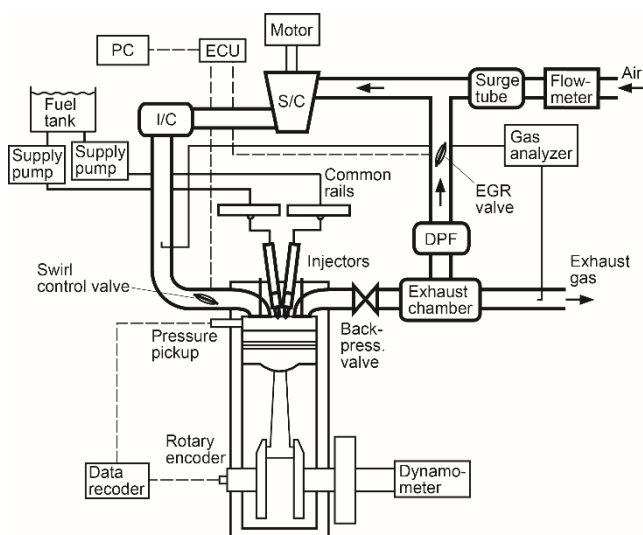 Motor
PC
ECU
Air
Surge
tube
Flow-
meter
S/C
Fuel
tank
I/C
Gas
analyzer
Supply
pump
Supply
pump
Common
rails
EGR
valve
DPF
Injectors
Swirl
control valve
Exhaust
gas
Exhaust
chamber
Pressure
pickup
Back-
press.
valve
Rotary
encoder
Data
recoder
Dynamo-
meter